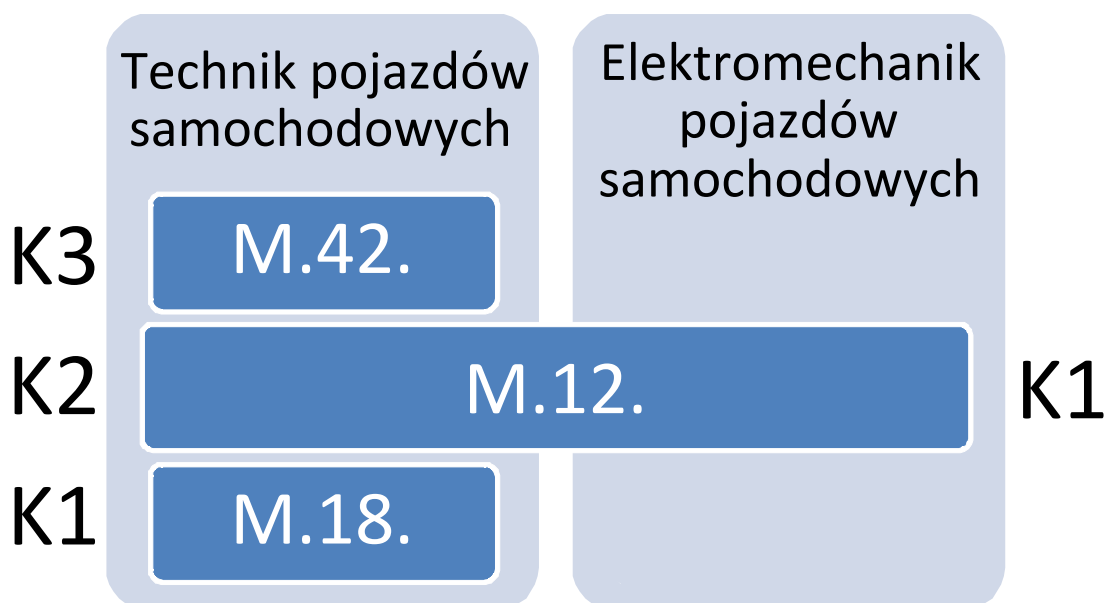 Technik pojazdów
samochodowych
Elektromechanik
pojazdów
samochodowych
K3 M.42.
K2 M.12. K1
K1 M.18.